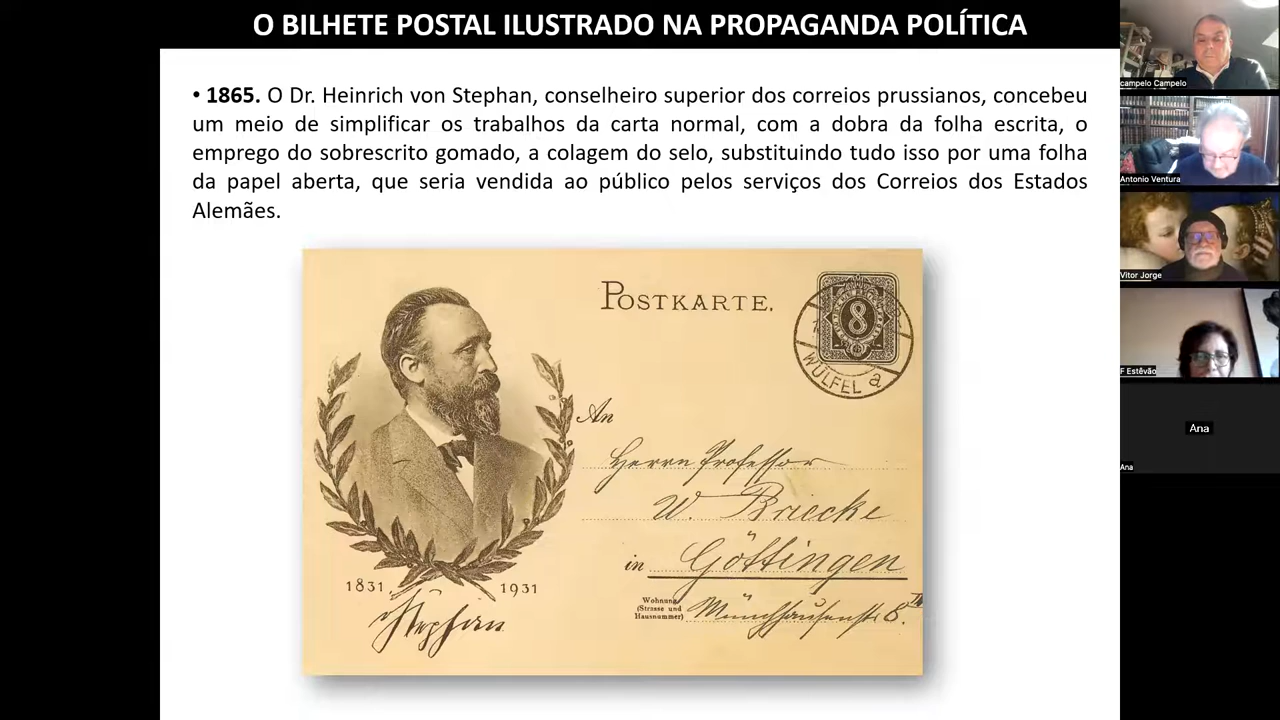 O BILHETE POSTAL ILUSTRADO NA PROPAGANDA POLÍTICA
• 1865. O Dr. Heinrich von Stephan, conselheiro superior dos correios prussianos, concebeu
um meio de simplificar os trabalhos da carta normal, com a dobra da folha escrita, o
emprego do sobrescrito gomado, a colagem do selo, substituindo tudo isso por uma folha
da papel aberta, que seria vendida ao público pelos serviços dos Correios dos Estados
Alemães.
POSTKARTE.
8
WÜLFEL a
An
Herrn Professor
W. Briecke
in Göttingen
Wohnung
(Strasse und
Hausnummer)
Münchhausenstr. 8.
1831 1931
Stephan
campelo Campelo
Antonio Ventura
Vitor Jorge
F Estêvão
Ana
Ana